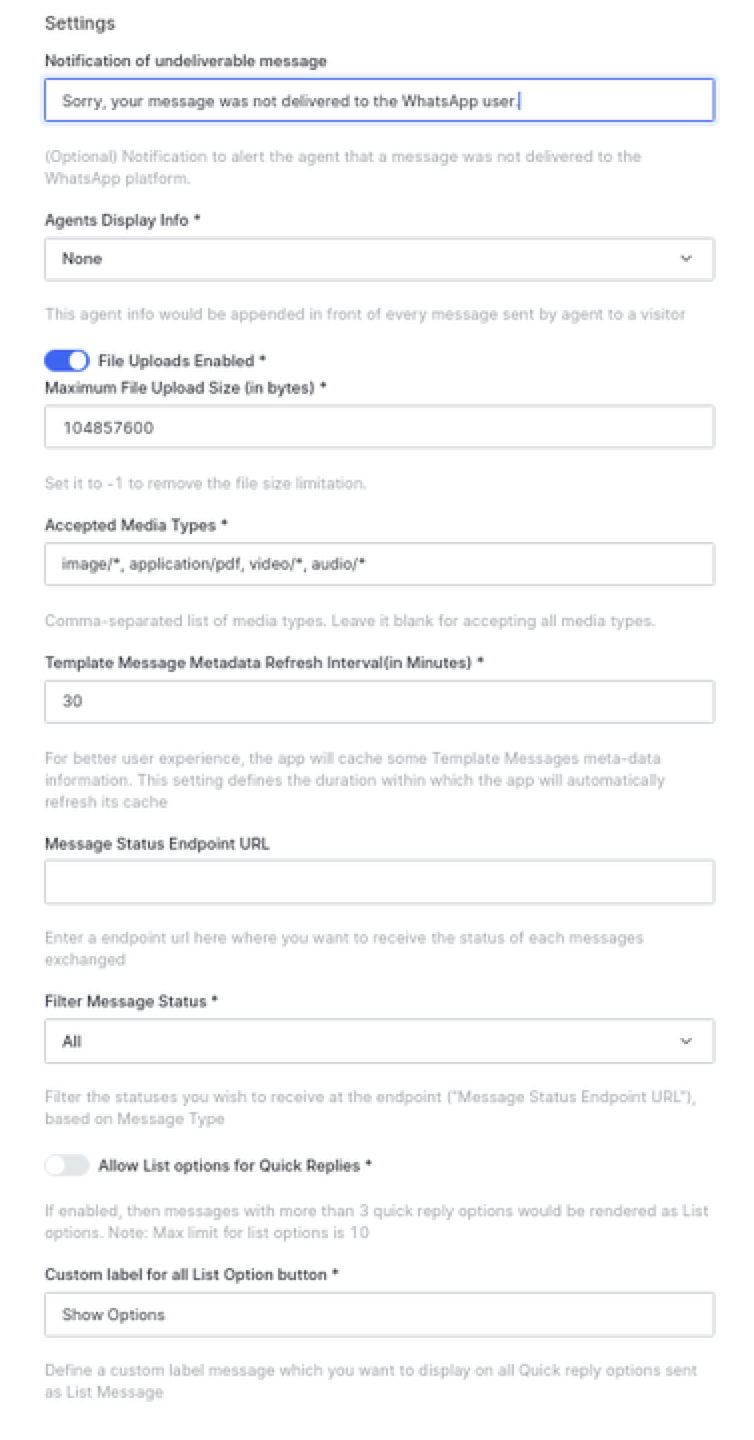 Settings
Notification of undeliverable message
Sorry, your message was not delivered to the WhatsApp user.
(Optional) Notification to alert the agent that a message was not delivered to the
WhatsApp platform.
Agents Display Info *
None
This agent info would be appended in front of every message sent by agent to a visitor
File Uploads Enabled *
Maximum File Upload Size (in bytes) *
104857600
Set it to -1 to remove the file size limitation.
Accepted Media Types *
image/*, application/pdf, video/*, audio/*
Comma-separated list of media types. Leave it blank for accepting all media types.
Template Message Metadata Refresh Interval(in Minutes) *
30
For better user experience, the app will cache some Template Messages meta-data
information. This setting defines the duration within which the app will automatically
refresh its cache
Message Status Endpoint URL
Enter a endpoint url here where you want to receive the status of each messages
exchanged
Filter Message Status *
All
Filter the statuses you wish to receive at the endpoint ("Message Status Endpoint URL"),
based on Message Type
Allow List options for Quick Replies *
If enabled, then messages with more than 3 quick reply options would be rendered as List
options. Note: Max limit for list options is 10
Custom label for all List Option button *
Show Options
Define a custom label message which you want to display on all Quick reply options sent
as List Message